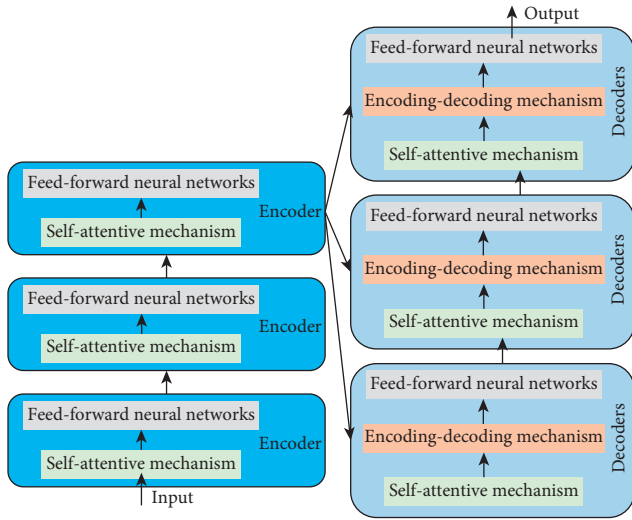 Feed-forward neural networks
Self-attentive mechanism
Encoder
Feed-forward neural networks
Self-attentive mechanism
Encoder
Feed-forward neural networks
Self-attentive mechanism
Encoder
Input
Output
Feed-forward neural networks
Encoding-decoding mechanism
Self-attentive mechanism
Decoders
Feed-forward neural networks
Encoding-decoding mechanism
Self-attentive mechanism
Decoders
Feed-forward neural networks
Encoding-decoding mechanism
Self-attentive mechanism
Decoders